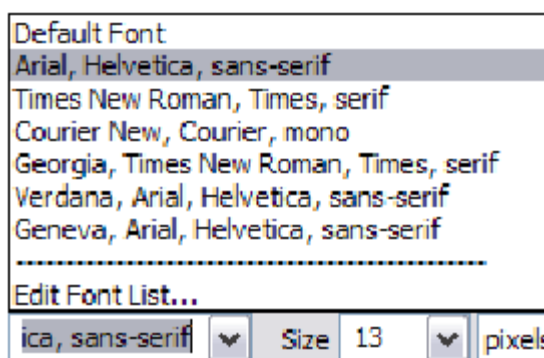 Default Font
Arial, Helvetica, sans-serif
Times New Roman, Times, serif
Courier New, Courier, mono
Georgia, Times New Roman, Times, serif
Verdana, Arial, Helvetica, sans-serif
Geneva, Arial, Helvetica, sans-serif
Edit Font List...
ica, sans-serif Size 13 pixels